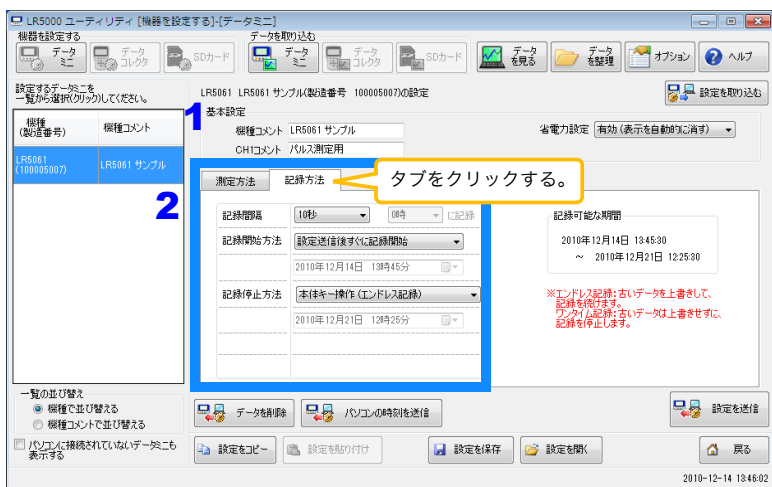 LR5000 ユーティリティ [機器を設定する]-[データミニ]
機器を設定する
データを取り込む
データミニ
データコレクタ
SDカード
データミニ
データコレクタ
SDカード
データを見る
データを整理
オプション
ヘルプ
設定するデータミニを
一覧から選択(クリック)してください。
LR5061 LR5061 サンプル(製造番号 100005007)の設定
設定を取り込む
機種
(製造番号)
機種コメント
LR5061
(100005007)
LR5061 サンプル
1
2
基本設定
機種コメント LR5061 サンプル
省電力設定 有効 (表示を自動的に消す)
CH1コメント パルス測定用
測定方法
記録方法
タブをクリックする。
記録間隔 10秒 0時 に記録
記録開始方法 設定送信後すぐに記録開始
2010年12月14日 13時45分
記録停止方法 本体キー操作 (エンドレス記録)
2010年12月21日 12時25分
記録可能な期間
2010年12月14日 13:45:30
~ 2010年12月21日 12:25:30
※エンドレス記録:古いデータを上書きして、
記録を続けます。
ワンタイム記録:古いデータは上書きせずに、
記録を停止します。
一覧の並び替え
機種で並び替える
機種コメントで並び替える
パソコンに接続されていないデータミニも
表示する
データを削除
パソコンの時刻を送信
設定を送信
設定をコピー
設定を貼り付け
設定を保存
設定を開く
戻る
2010-12-14 13:46:02